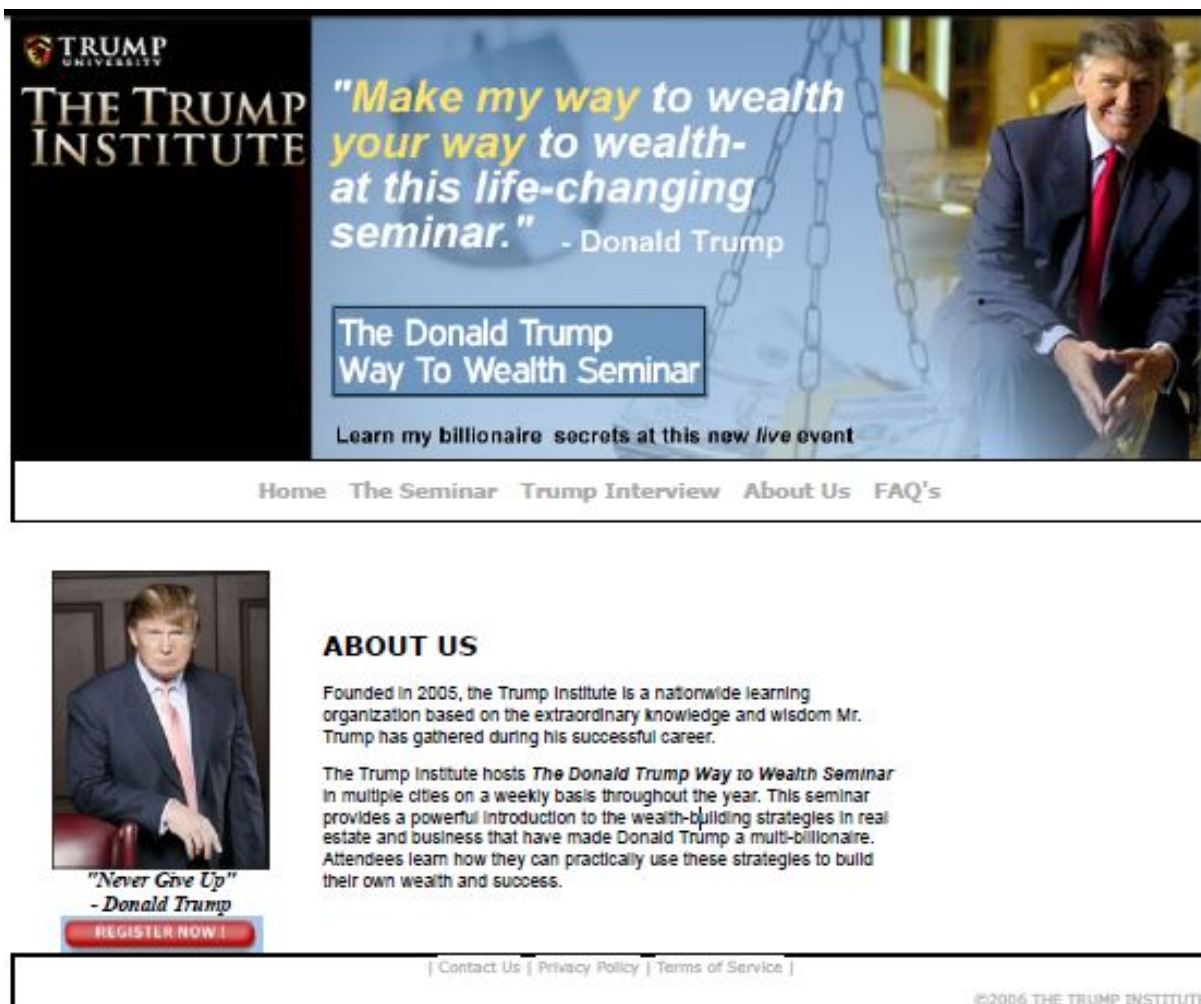 TRUMP
UNIVERSITY
THE TRUMP
INSTITUTE
"Make my way to wealth
your way to wealth-
at this life-changing
seminar." - Donald Trump
The Donald Trump
Way To Wealth Seminar
Learn my billionaire secrets at this new live event
Home The Seminar Trump Interview About Us FAQ's
ABOUT US
Founded in 2005, the Trump Institute is a nationwide learning
organization based on the extraordinary knowledge and wisdom Mr.
Trump has gathered during his successful career.
The Trump Institute hosts The Donald Trump Way to Wealth Seminar
in multiple cities on a weekly basis throughout the year. This seminar
provides a powerful introduction to the wealth-building strategies in real
estate and business that have made Donald Trump a multi-billionaire.
Attendees learn how they can practically use these strategies to build
their own wealth and success.
"Never Give Up"
- Donald Trump
REGISTER NOW !
| Contact Us | Privacy Policy | Terms of Service |
©2006 THE TRUMP INSTITUTE